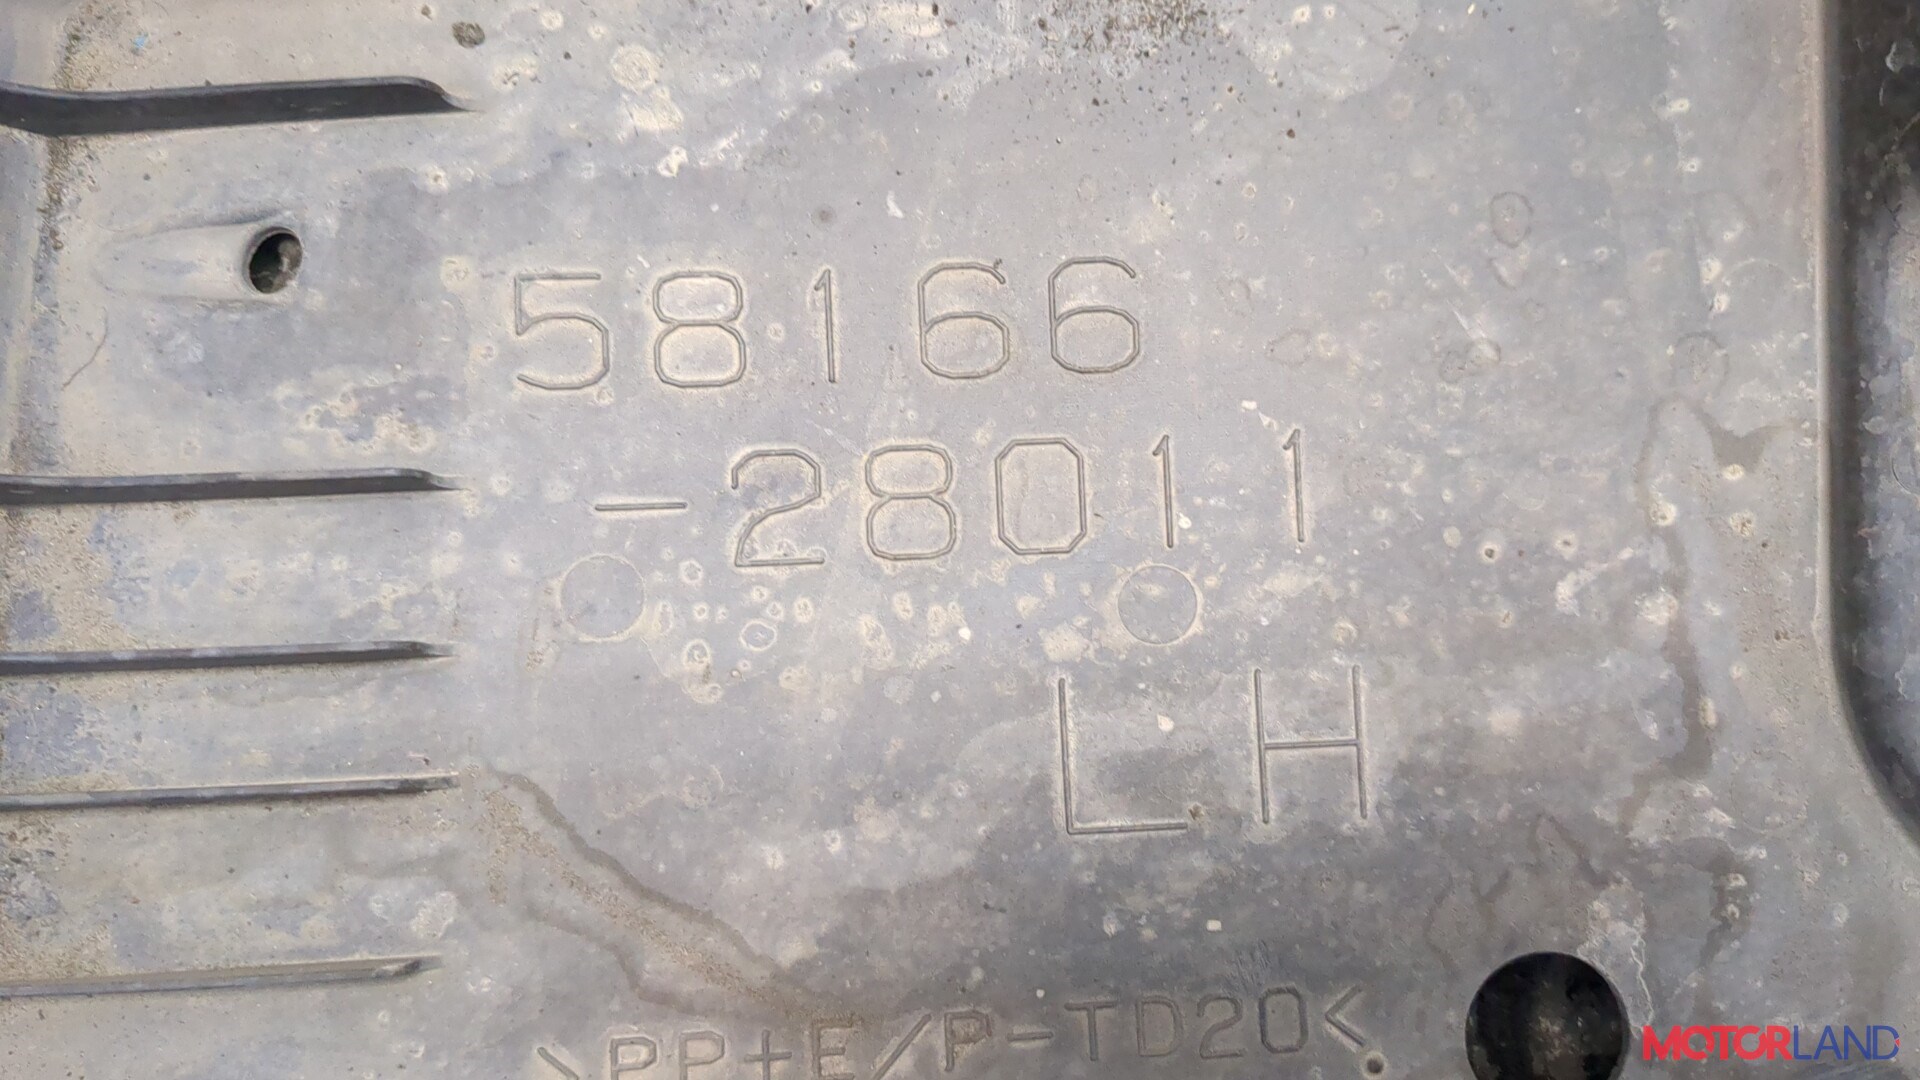 58166
-28011
LH
>PP+E/P-TD20<
MOTORLAND